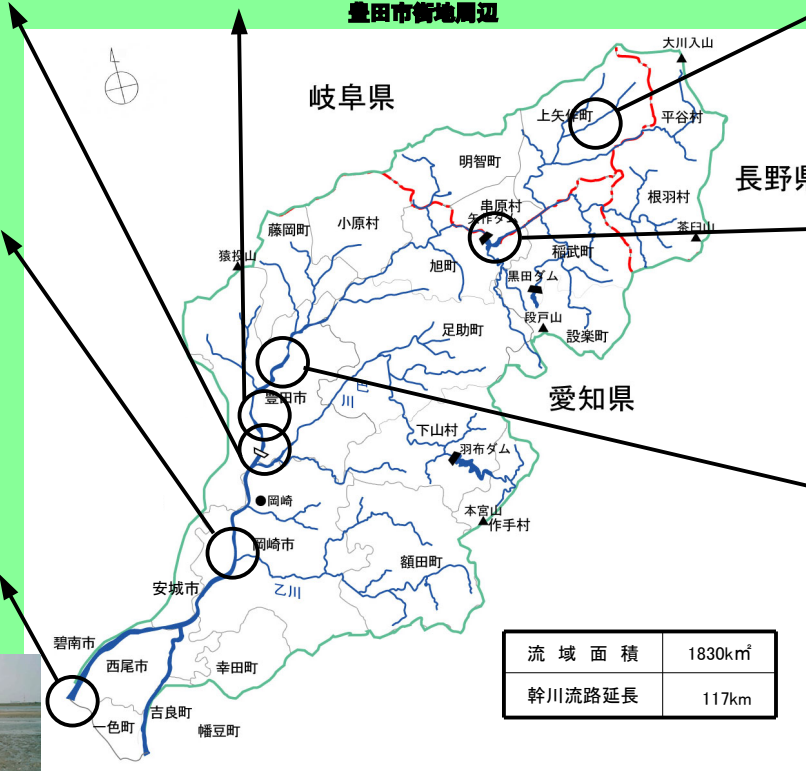 豊田市街地周辺
大川入山
岐阜県
上矢作町
平谷村
明智町
長野県
串原村
根羽村
矢作ダム
小原村
藤岡町
茶臼山
稲武町
猿投山
旭町
黒田ダム
段戸山
設楽町
足助町
巴川
豊田市
愛知県
下山村
羽布ダム
岡崎
本宮山
作手村
岡崎市
額田町
安城市
乙川
碧南市
西尾市
幸田町
吉良町
一色町
幡豆町
流域面積 1830km²
幹川流路延長 117km